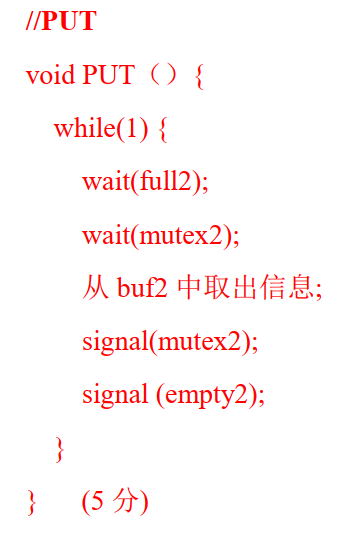 //PUT
void PUT（）{
while(1) {
wait(full2);
wait(mutex2);
从 buf2 中取出信息;
signal(mutex2);
signal (empty2);
}
} (5 分)